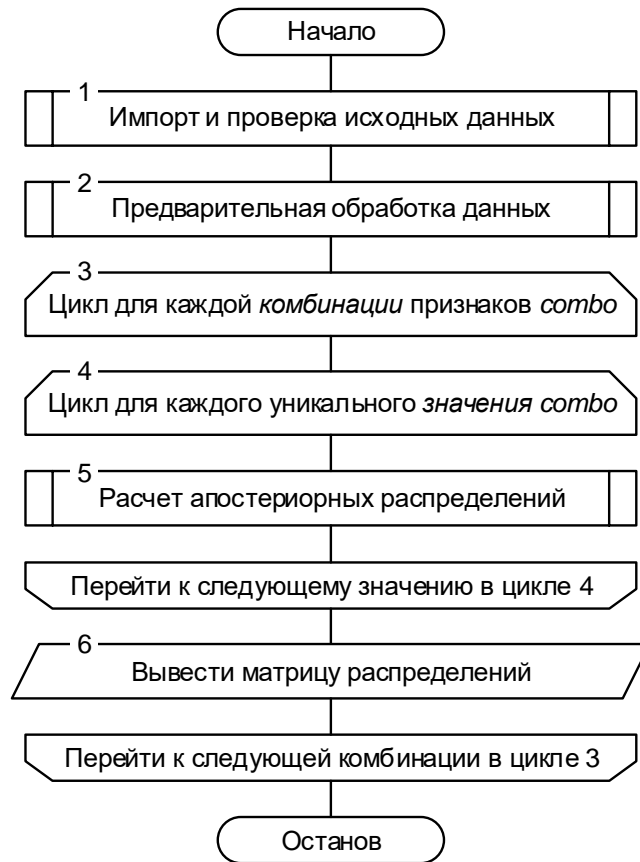 Начало
1
Импорт и проверка исходных данных
2
Предварительная обработка данных
3
Цикл для каждой комбинации признаков combo
4
Цикл для каждого уникального значения combo
5
Расчет апостериорных распределений
Перейти к следующему значению в цикле 4
6
Вывести матрицу распределений
Перейти к следующей комбинации в цикле 3
Останов